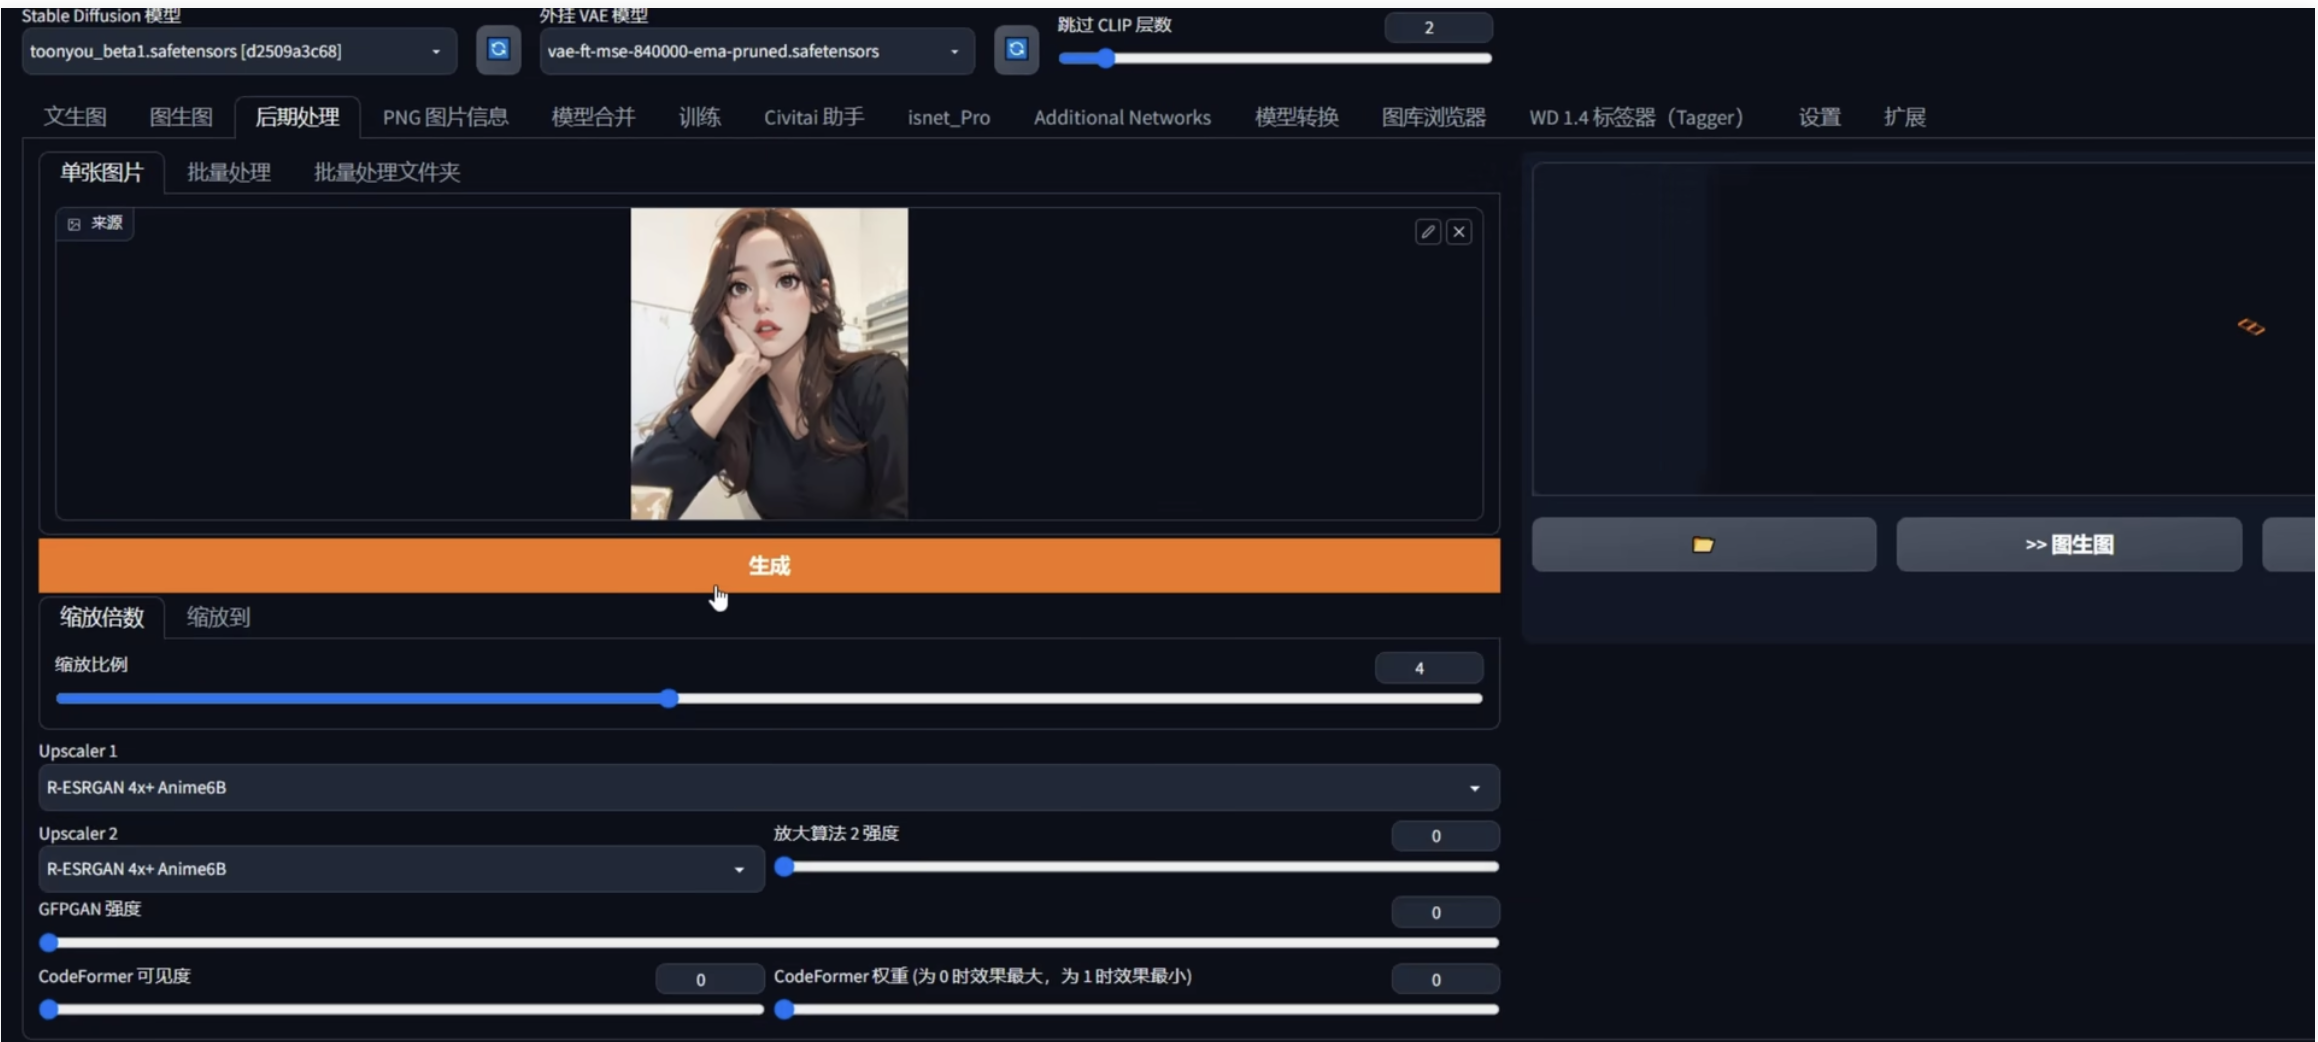 Stable Diffusion 模型
外挂 VAE 模型
跳过 CLIP 层数
2
toonyou_beta1.safetensors [d2509a3c68]
vae-ft-mse-840000-ema-pruned.safetensors
文生图 图生图 后期处理 PNG 图片信息 模型合并 训练 Civitai 助手 isnet_Pro Additional Networks 模型转换 图库浏览器 WD 1.4 标签器（Tagger） 设置 扩展
单张图片 批量处理 批量处理文件夹
来源
生成
>> 图生图
缩放倍数 缩放到
缩放比例
4
Upscaler 1
R-ESRGAN 4x+ Anime6B
Upscaler 2
放大算法 2 强度
0
R-ESRGAN 4x+ Anime6B
GFPGAN 强度
0
CodeFormer 可见度
0
CodeFormer 权重 (为 0 时效果最大，为 1 时效果最小)
0